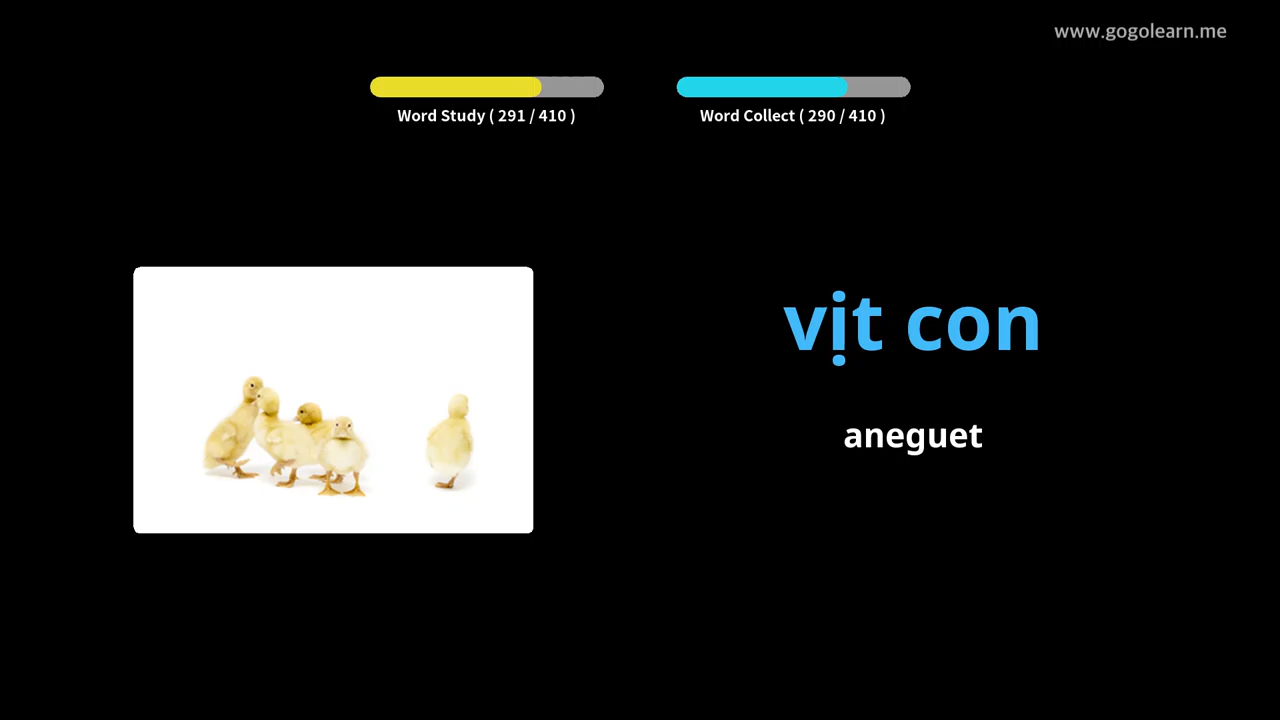 www.gogolearn.me
Word Study ( 291 / 410 )
Word Collect ( 290 / 410 )
vịt con
aneguet